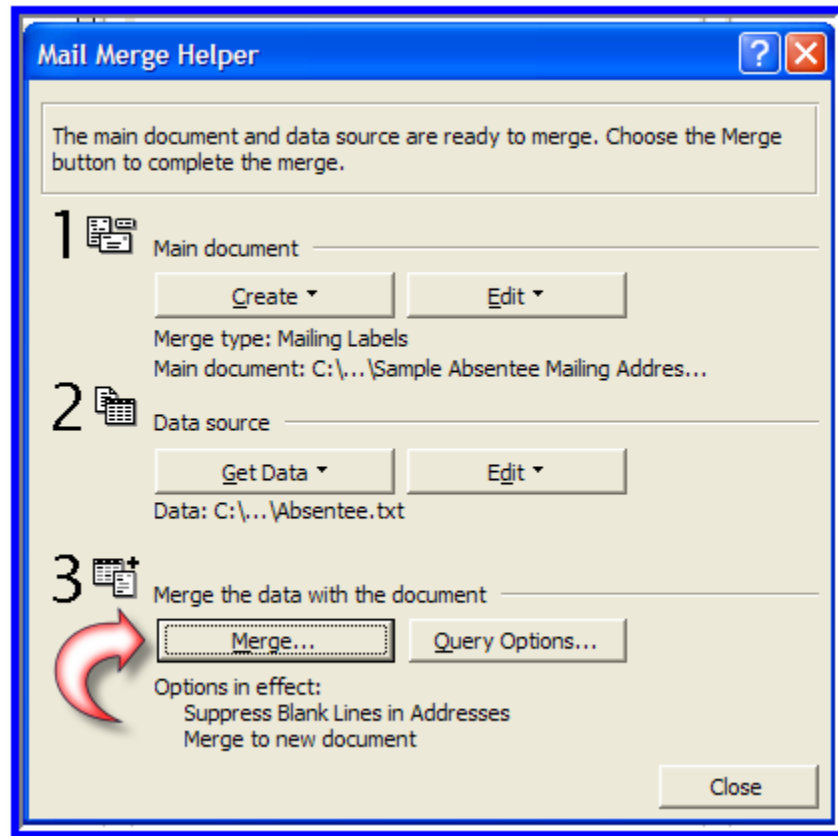 Mail Merge Helper
The main document and data source are ready to merge. Choose the Merge
button to complete the merge.
1
Main document
Create Edit
Merge type: Mailing Labels
Main document: C:\...\Sample Absentee Mailing Addres...
2
Data source
Get Data Edit
Data: C:\...\Absentee.txt
3
Merge the data with the document
Merge... Query Options...
Options in effect:
Suppress Blank Lines in Addresses
Merge to new document
Close